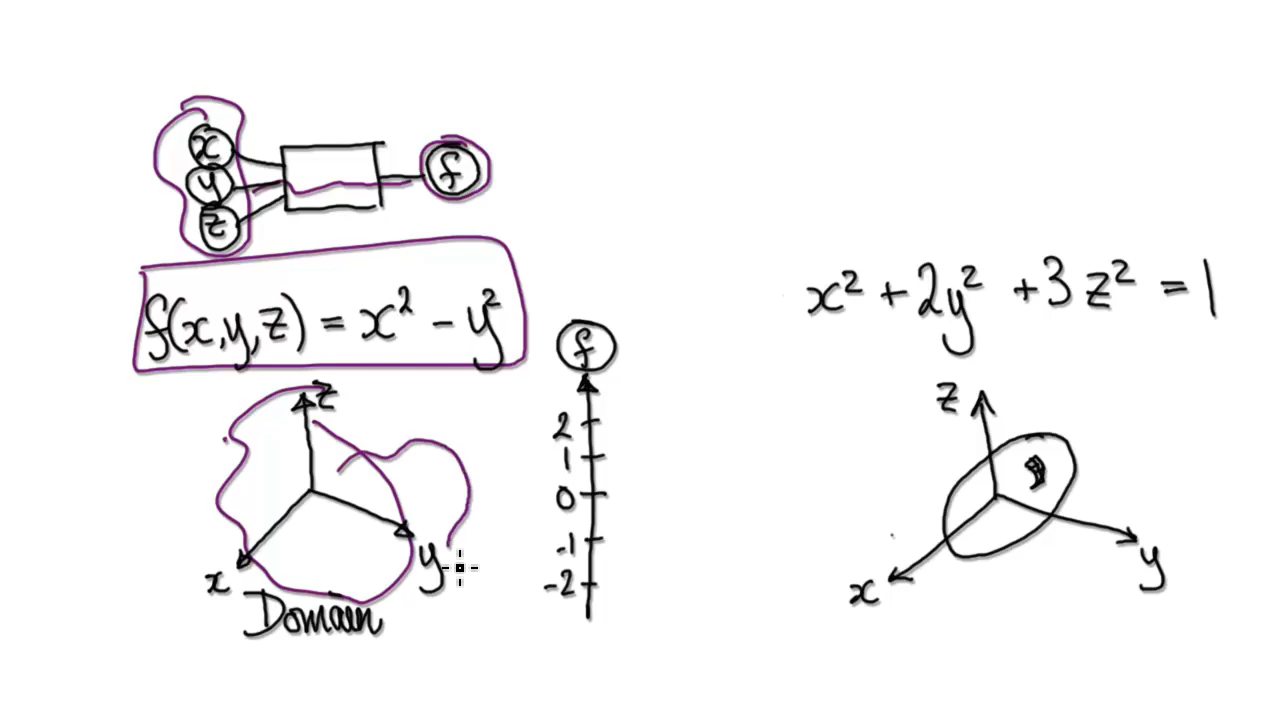 x
y
z
f
f(x,y,z) = x² - y²
f
2
1
0
-1
-2
z
x
y
Domain
x² + 2y² + 3z² = 1
z
x
y